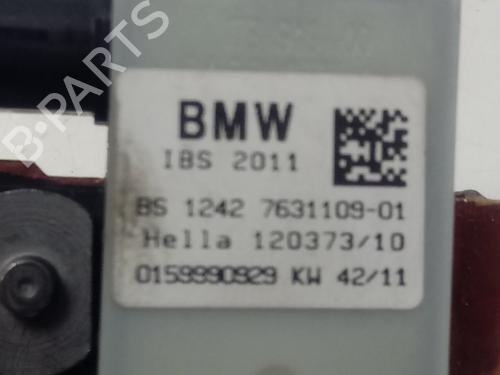 BMW
IBS 2011
BS 1242 7631109-01
Hella 120373/10
0159990929 KW 42/11
B-PARTS